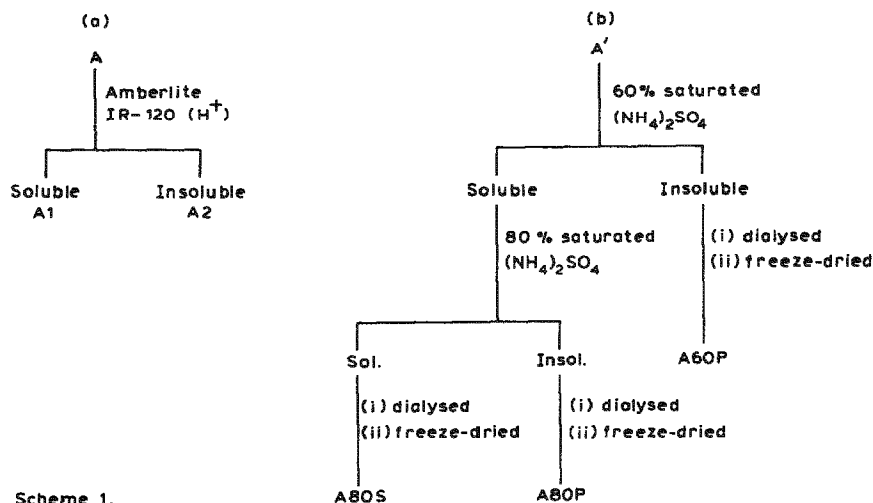 (a)
A
Amberlite
IR-120 (H+)
Soluble
A1
Insoluble
A2
(b)
A'
60% saturated
(NH4)2SO4
Soluble
Insoluble
80% saturated
(NH4)2SO4
(i) dialysed
(ii) freeze-dried
Sol.
Insol.
A60P
(i) dialysed
(ii) freeze-dried
(i) dialysed
(ii) freeze-dried
Scheme 1.
A80S
A80P